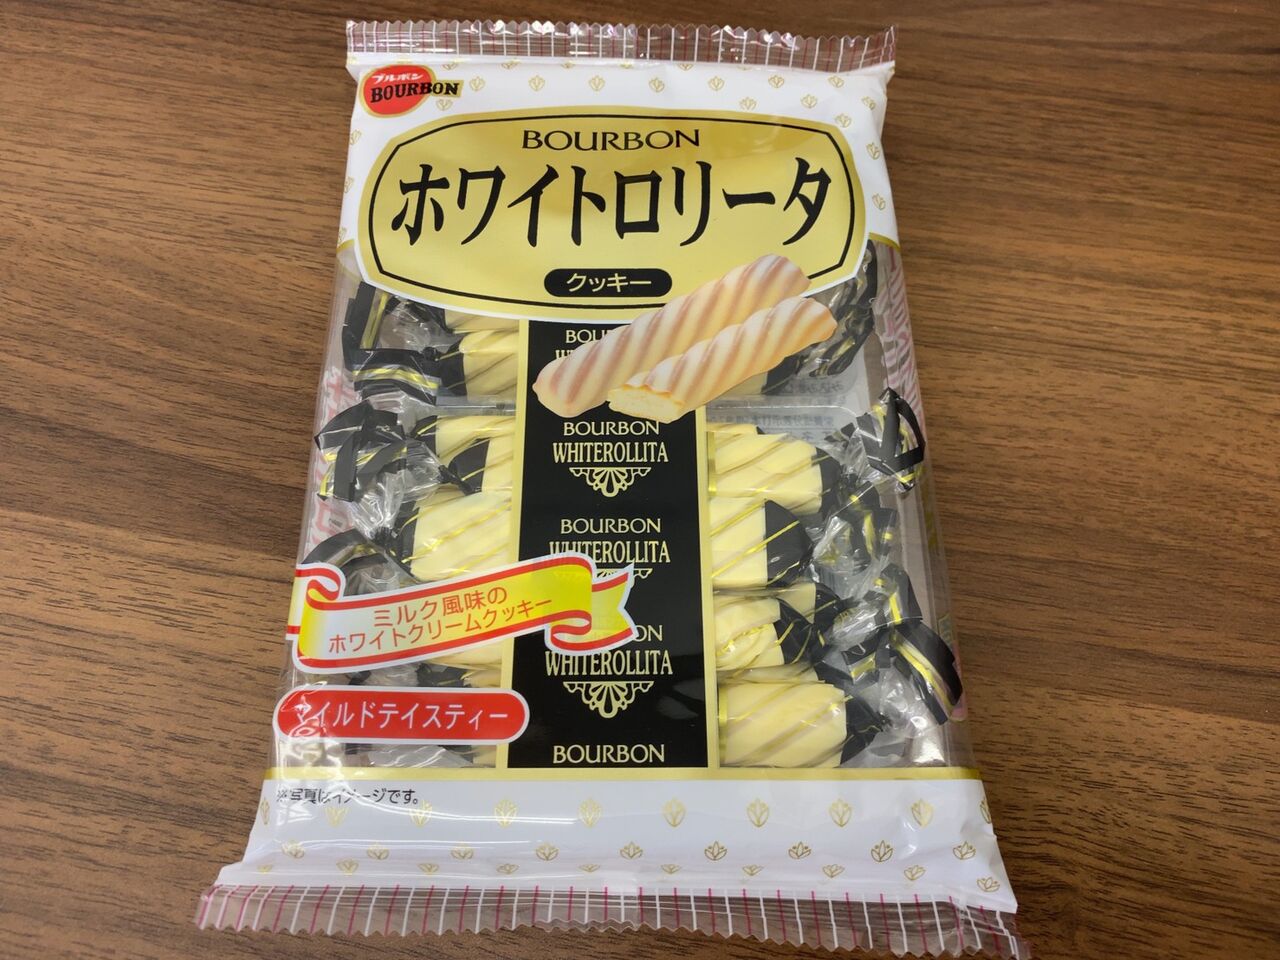 ブルボン
BOURBON
BOURBON
ホワイトロリータ
クッキー
BOURBON
WHITEROLLITA
BOURBON
WHITEROLLITA
WHITEROLLITA
BOURBON
ミルク風味の
ホワイトクリームクッキー
マイルドテイスティー
※写真はイメージです。